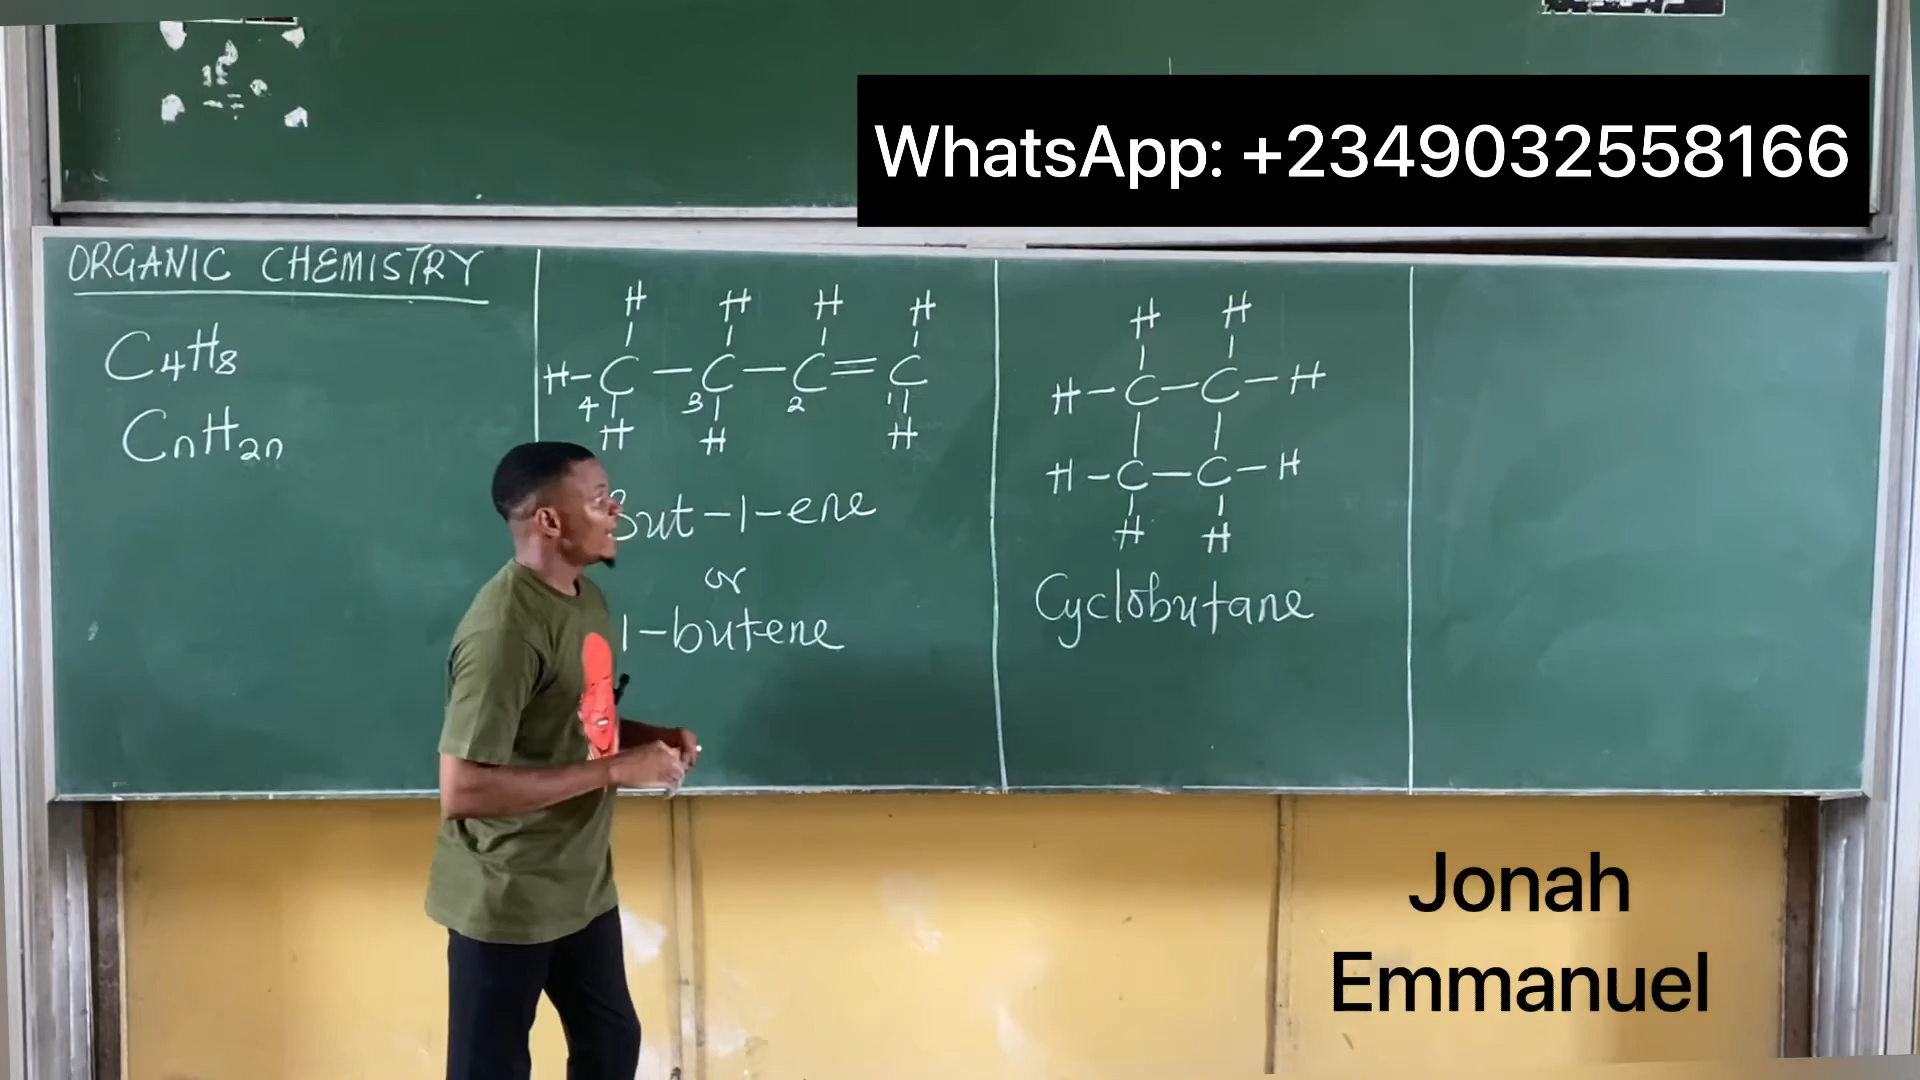 WhatsApp: +2349032558166
ORGANIC CHEMISTRY
C4H8
CnH2n
H H H H
H-C-C-C=C
4 3 2 1
H H H
But-1-ene
or
1-butene
H H
H-C-C-H
H-C-C-H
H H
Cyclobutane
Jonah
Emmanuel